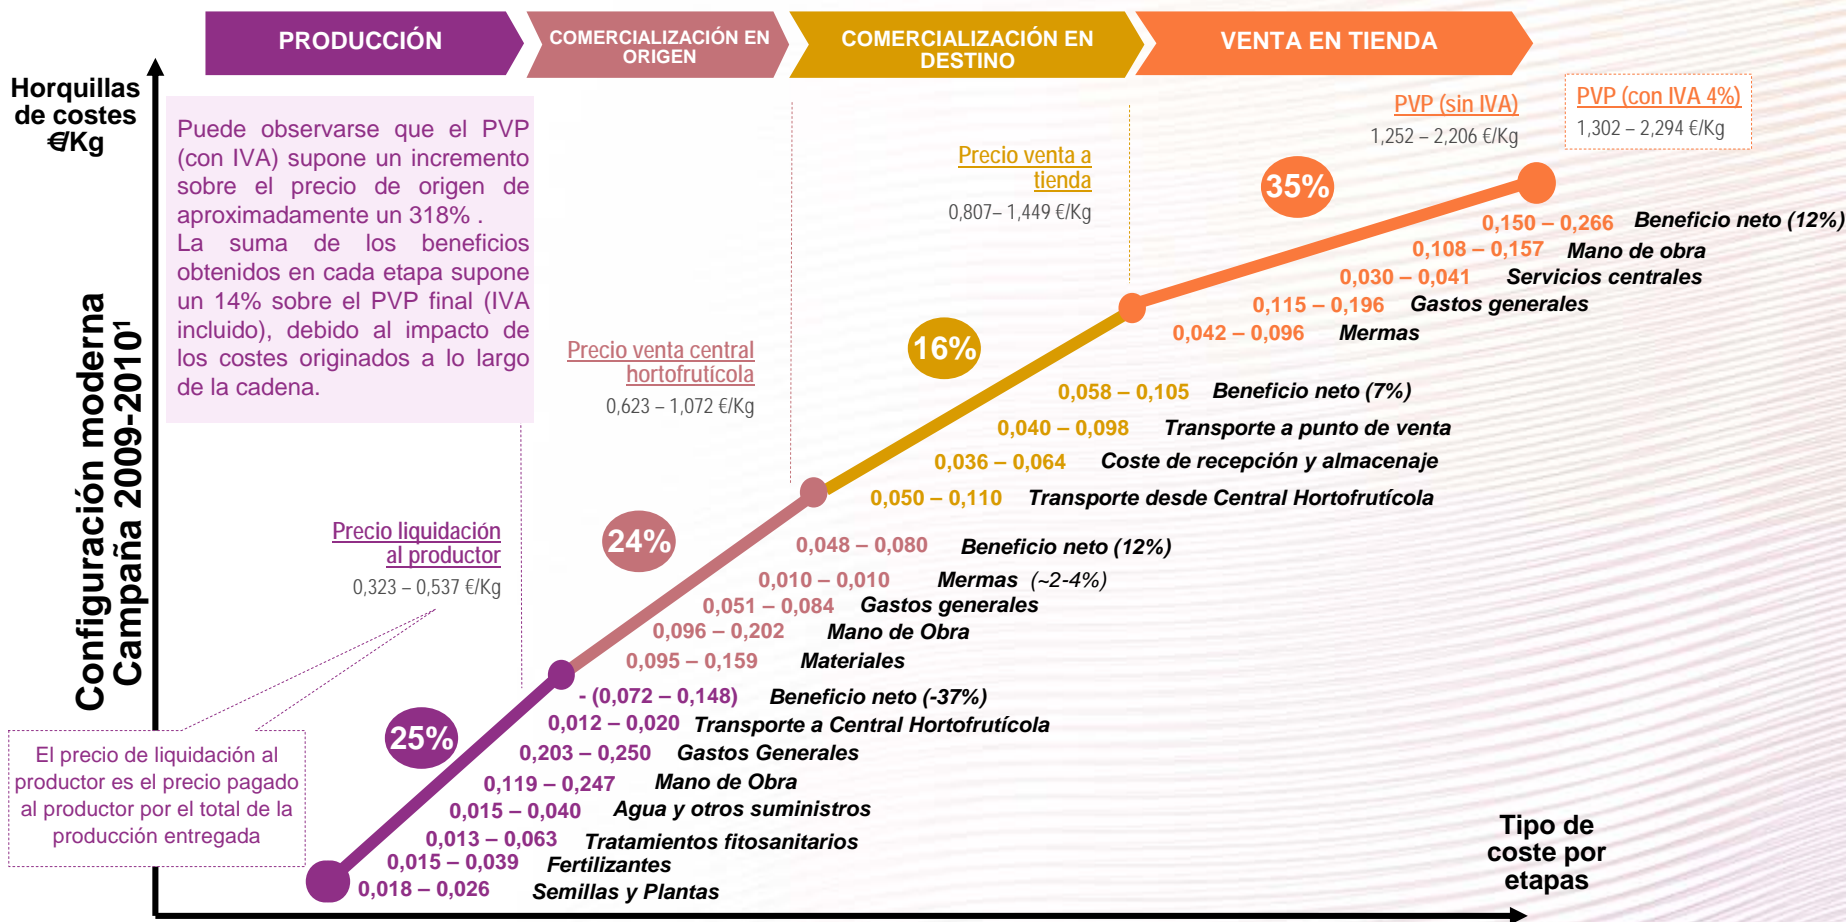 PRODUCCIÓN
COMERCIALIZACIÓN EN
ORIGEN
COMERCIALIZACIÓN EN
DESTINO
VENTA EN TIENDA
Horquillas
de costes
€/Kg
Puede observarse que el PVP
(con IVA) supone un incremento
sobre el precio de origen de
aproximadamente un 318% .
La suma de los beneficios
obtenidos en cada etapa supone
un 14% sobre el PVP final (IVA
incluido), debido al impacto de
los costes originados a lo largo
de la cadena.
PVP (sin IVA)
1,252 – 2,206 €/Kg
PVP (con IVA 4%)
1,302 – 2,294 €/Kg
Precio venta a
tienda
0,807– 1,449 €/Kg
35%
0,150 – 0,266 Beneficio neto (12%)
0,108 – 0,157 Mano de obra
0,030 – 0,041 Servicios centrales
0,115 – 0,196 Gastos generales
0,042 – 0,096 Mermas
Precio venta central
hortofrutícola
0,623 – 1,072 €/Kg
16%
0,058 – 0,105 Beneficio neto (7%)
0,040 – 0,098 Transporte a punto de venta
0,036 – 0,064 Coste de recepción y almacenaje
0,050 – 0,110 Transporte desde Central Hortofrutícola
Configuración moderna
Campaña 2009-2010¹
Precio liquidación
al productor
0,323 – 0,537 €/Kg
24%
0,048 – 0,080 Beneficio neto (12%)
0,010 – 0,010 Mermas (~2-4%)
0,051 – 0,084 Gastos generales
0,096 – 0,202 Mano de Obra
0,095 – 0,159 Materiales
25%
- (0,072 – 0,148) Beneficio neto (-37%)
0,012 – 0,020 Transporte a Central Hortofrutícola
0,203 – 0,250 Gastos Generales
0,119 – 0,247 Mano de Obra
0,015 – 0,040 Agua y otros suministros
0,013 – 0,063 Tratamientos fitosanitarios
0,015 – 0,039 Fertilizantes
0,018 – 0,026 Semillas y Plantas
El precio de liquidación al
productor es el precio pagado
al productor por el total de la
producción entregada
Tipo de
coste por
etapas